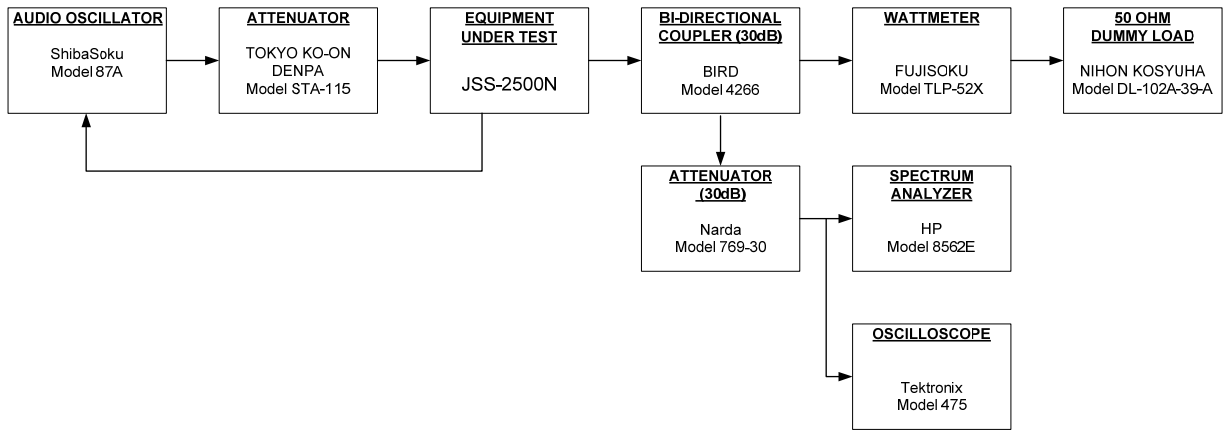 AUDIO OSCILLATOR
ShibaSoku
Model 87A
ATTENUATOR
TOKYO KO-ON
DENPA
Model STA-115
EQUIPMENT
UNDER TEST
JSS-2500N
BI-DIRECTIONAL
COUPLER (30dB)
BIRD
Model 4266
WATTMETER
FUJISOKU
Model TLP-52X
50 OHM
DUMMY LOAD
NIHON KOSYUHA
Model DL-102A-39-A
ATTENUATOR
(30dB)
Narda
Model 769-30
SPECTRUM
ANALYZER
HP
Model 8562E
OSCILLOSCOPE
Tektronix
Model 475